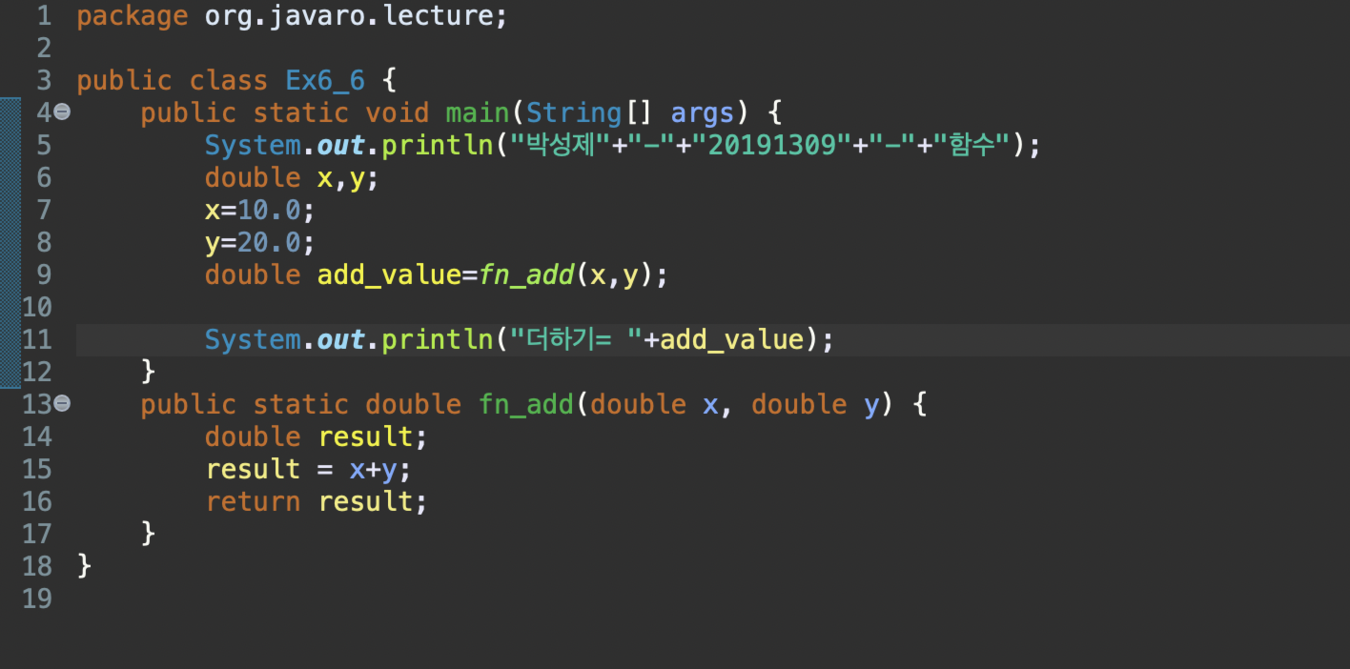 1 package org.javaro.lecture;
2
3 public class Ex6_6 {
4 public static void main(String[] args) {
5 System.out.println("박성제"+"-"+"20191309"+"-"+"함수");
6 double x,y;
7 x=10.0;
8 y=20.0;
9 double add_value=fn_add(x,y);
10
11 System.out.println("더하기= "+add_value);
12 }
13 public static double fn_add(double x, double y) {
14 double result;
15 result = x+y;
16 return result;
17 }
18 }
19